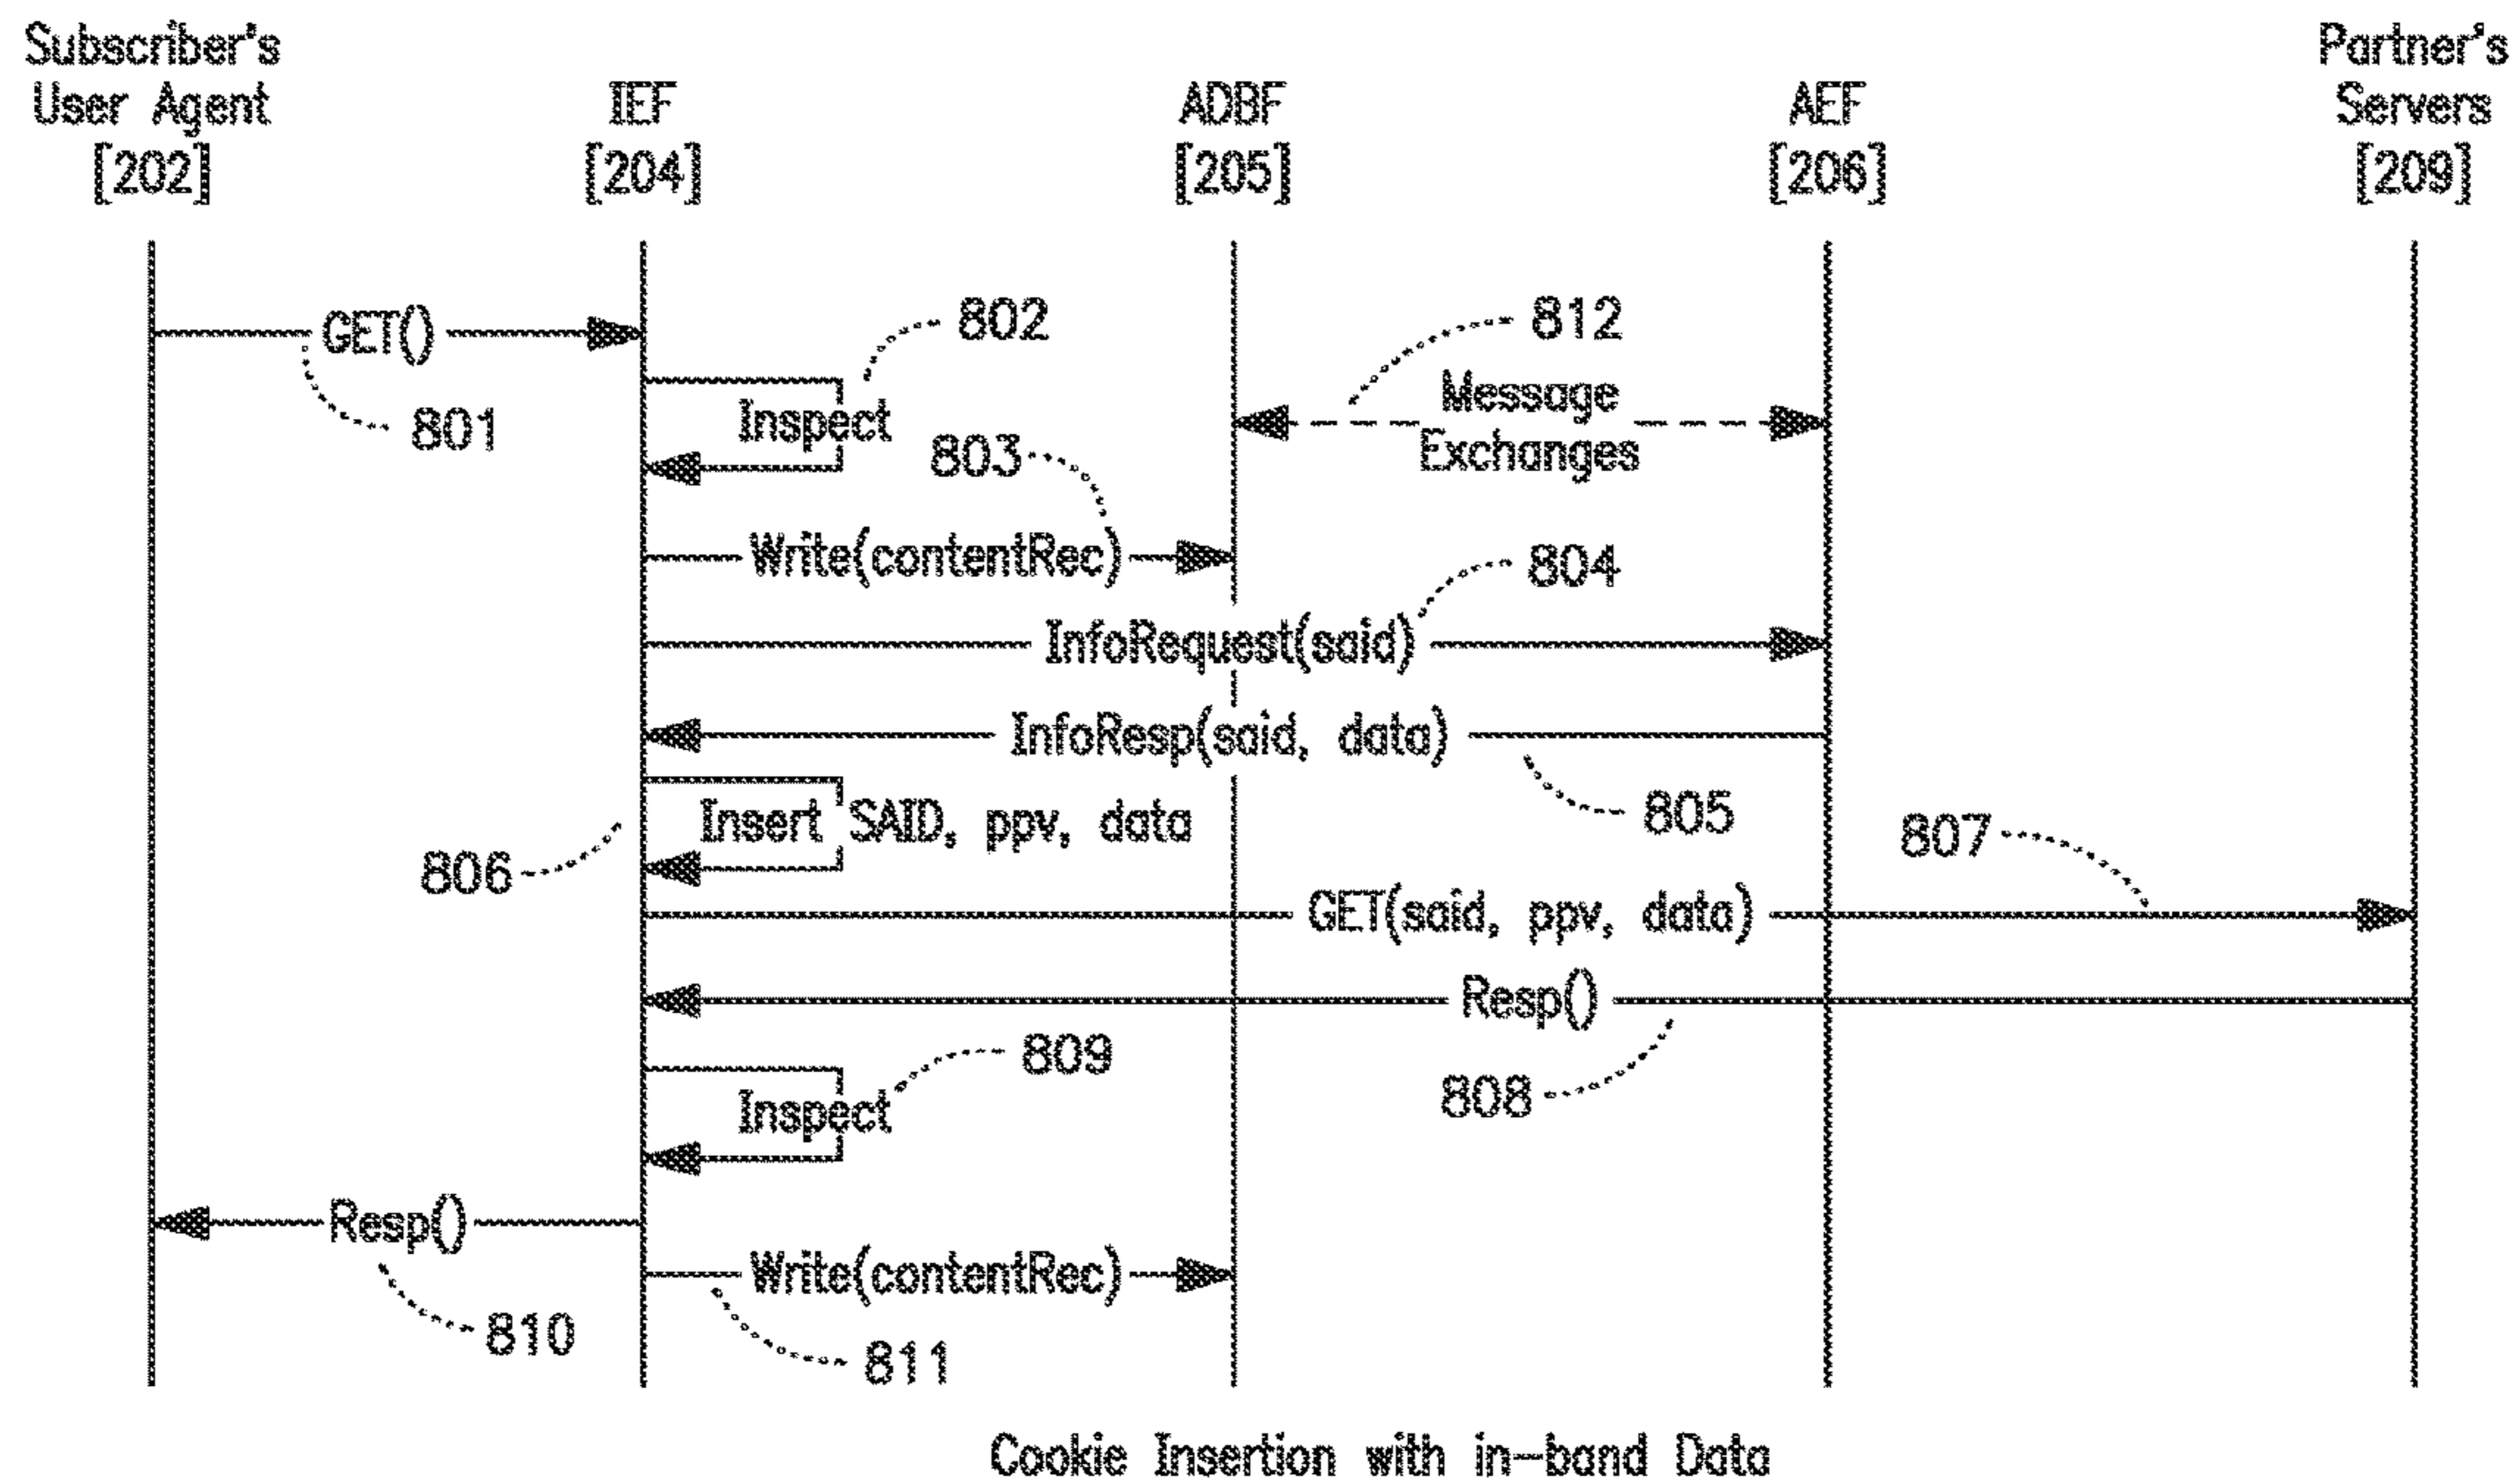 Subscriber's
User Agent
[202]
IEF
[204]
ADBF
[205]
AEF
[206]
Partner's
Servers
[209]
GET()
801
802
Inspect
812
Message
Exchanges
803
Write(contentRec)
804
InfoRequest(said)
InfoResp(said, data)
805
Insert SAID, ppv, data
806
807
GET(said, ppv, data)
Resp()
808
809
Inspect
Resp()
810
Write(contentRec)
811
Cookie Insertion with in-band Data